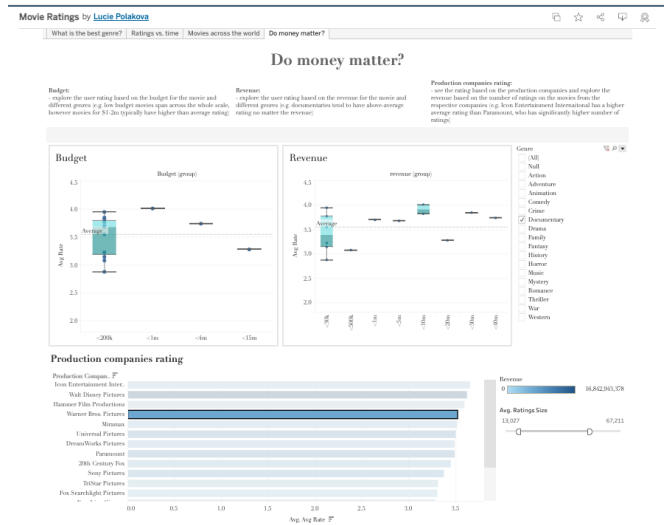 Movie Ratings by Lucie Polakova
What is the best genre?
Ratings vs. time
Movies across the world
Do money matter?
Do money matter?
Budget:
- explore the user rating based on the budget for the movie and
different genres (e.g. low budget movies span across the whole scale,
however movies for $1-2m typically have higher than average rating)
Revenue:
- explore the user rating based on the revenue for the movie and
different genres (e.g. documentaries tend to have above-average
rating no matter the revenue)
Production companies rating:
- see the rating based on the production companies and explore the
revenue based on the number of ratings on the movies from the
respective companies (e.g. Icon Entertainment International has a higher
average rating than Paramount, who has significantly higher number of
ratings)
Budget
Budget (group)
4.5
4.0
3.5
3.0
2.5
2.0
Avg Rate
Average
<200k
<1m
<4m
<15m
Revenue
revenue (group)
4.5
4.0
3.5
3.0
2.5
2.0
Avg Rate
Average
<30k
<500k
<1m
<5m
<10m
<20m
<30m
<40m
Genre
(All)
Null
Action
Adventure
Animation
Comedy
Crime
Documentary
Drama
Family
Fantasy
History
Horror
Music
Mystery
Romance
Thriller
War
Western
Production companies rating
Production Compan..
Icon Entertainment Inter..
Walt Disney Pictures
Hammer Film Productions
Warner Bros. Pictures
Miramax
Universal Pictures
DreamWorks Pictures
Paramount
20th Century Fox
Sony Pictures
TriStar Pictures
Fox Searchlight Pictures
0.0
0.5
1.0
1.5
2.0
2.5
3.0
3.5
Avg. Avg Rate
Revenue
0
16,842,943,378
Avg. Ratings Size
13,027
67,211